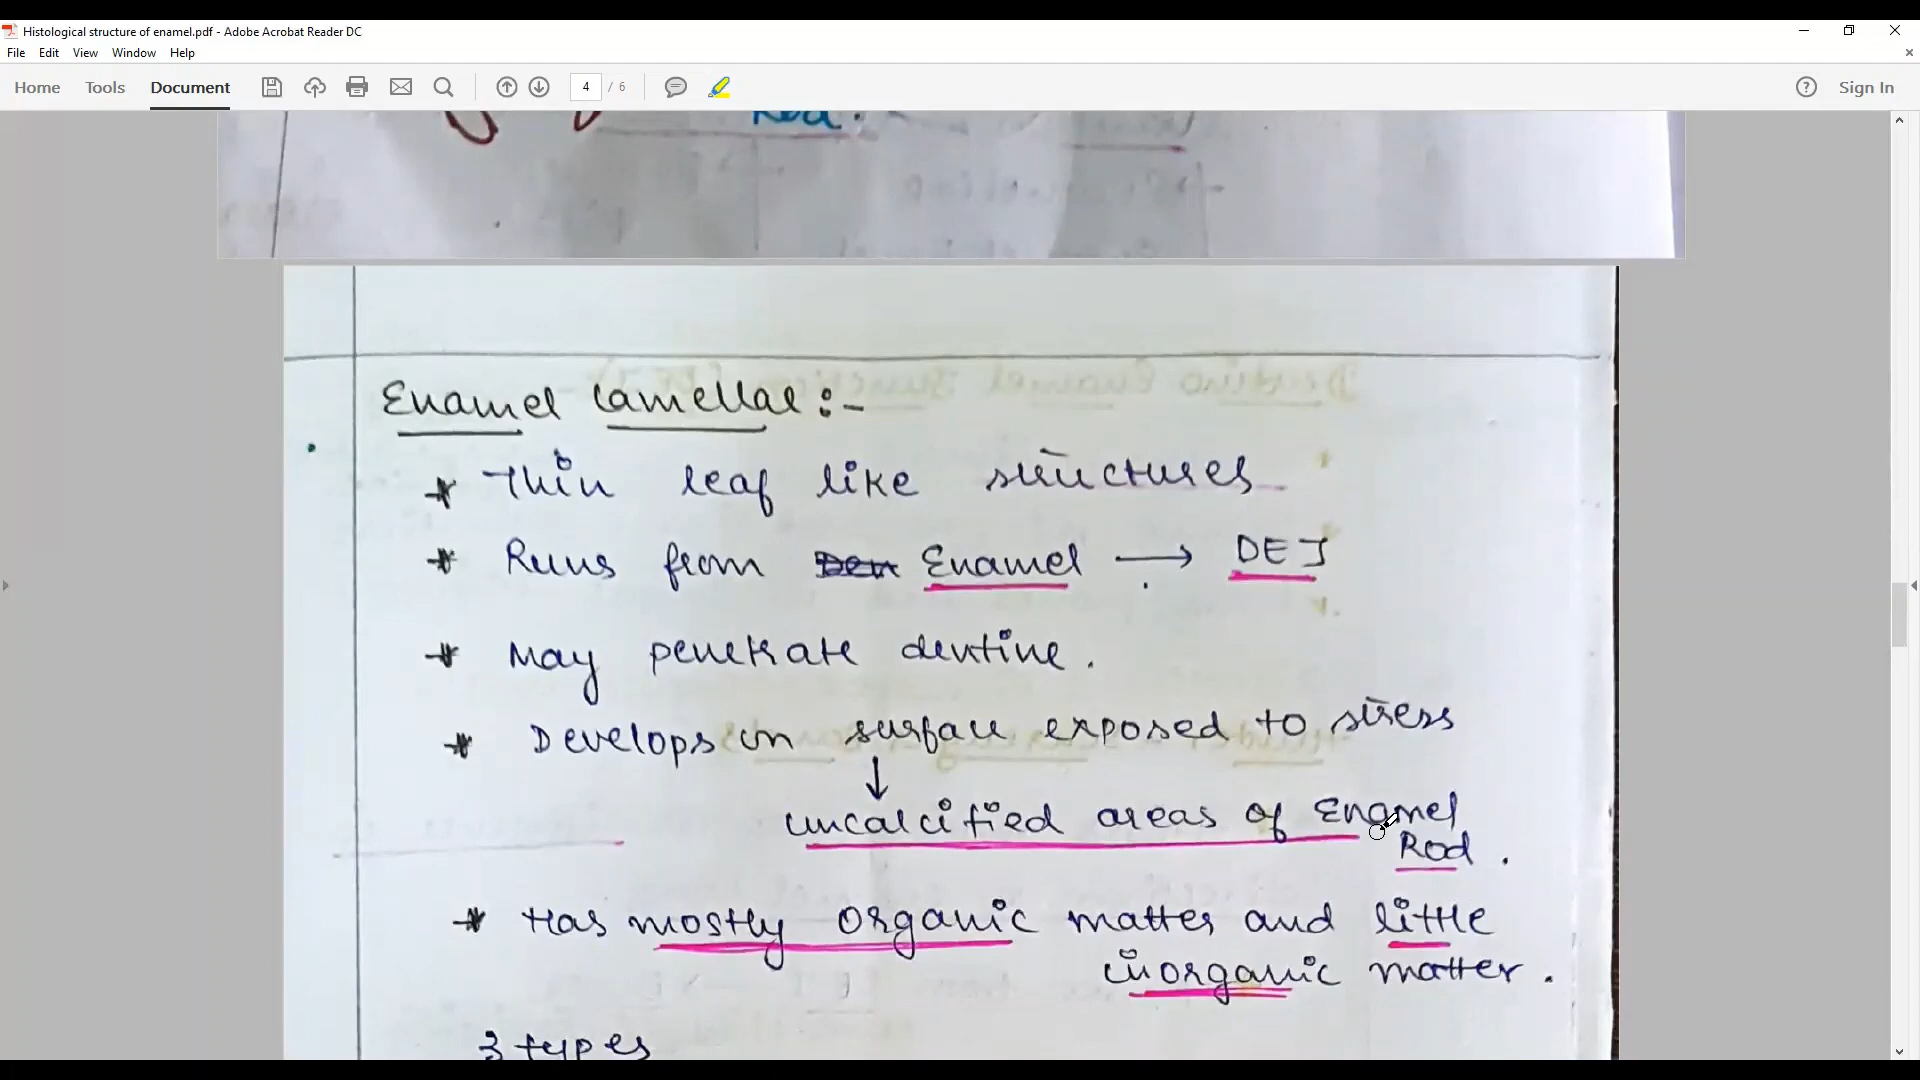 Histological structure of enamel.pdf - Adobe Acrobat Reader DC
File Edit View Window Help
Home Tools Document 4 / 6 Sign In
Rod.
Enamel Lamellae :-
* Thin leaf like structures
* Runs from Enamel → DEJ
* May penetrate dentine.
* Develops in surface exposed to stress
↓
uncalcified areas of Enamel
Rod .
* Has mostly organic matter and little
inorganic matter .
3 types